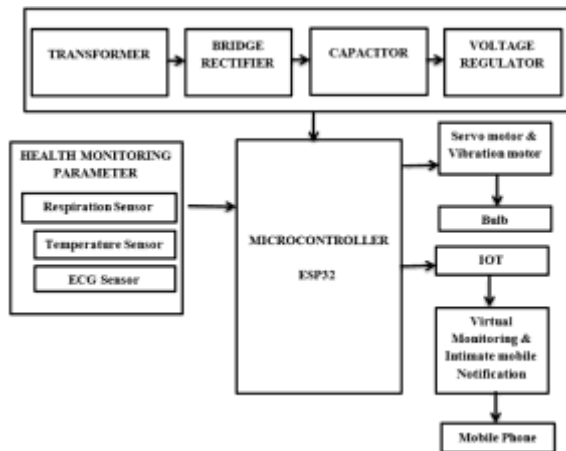 TRANSFORMER
BRIDGE
RECTIFIER
CAPACITOR
VOLTAGE
REGULATOR
HEALTH MONITORING
PARAMETER
Respiration Sensor
Temperature Sensor
ECG Sensor
MICROCONTROLLER
ESP32
Servo motor &
Vibration motor
Bulb
IOT
Virtual
Monitoring &
Intimate mobile
Notification
Mobile Phone